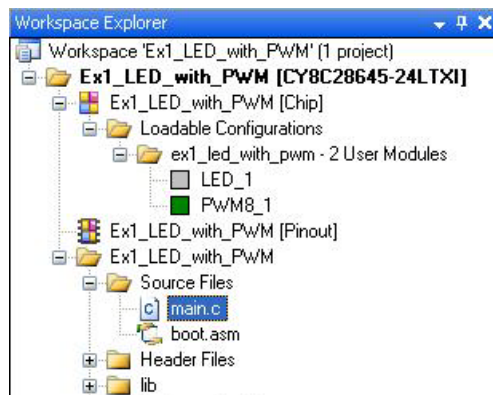 Workspace Explorer
Workspace 'Ex1_LED_with_PWM' (1 project)
Ex1_LED_with_PWM [CY8C28645-24LTXI]
Ex1_LED_with_PWM [Chip]
Loadable Configurations
ex1_led_with_pwm - 2 User Modules
LED_1
PWM8_1
Ex1_LED_with_PWM [Pinout]
Ex1_LED_with_PWM
Source Files
main.c
boot.asm
Header Files
lib